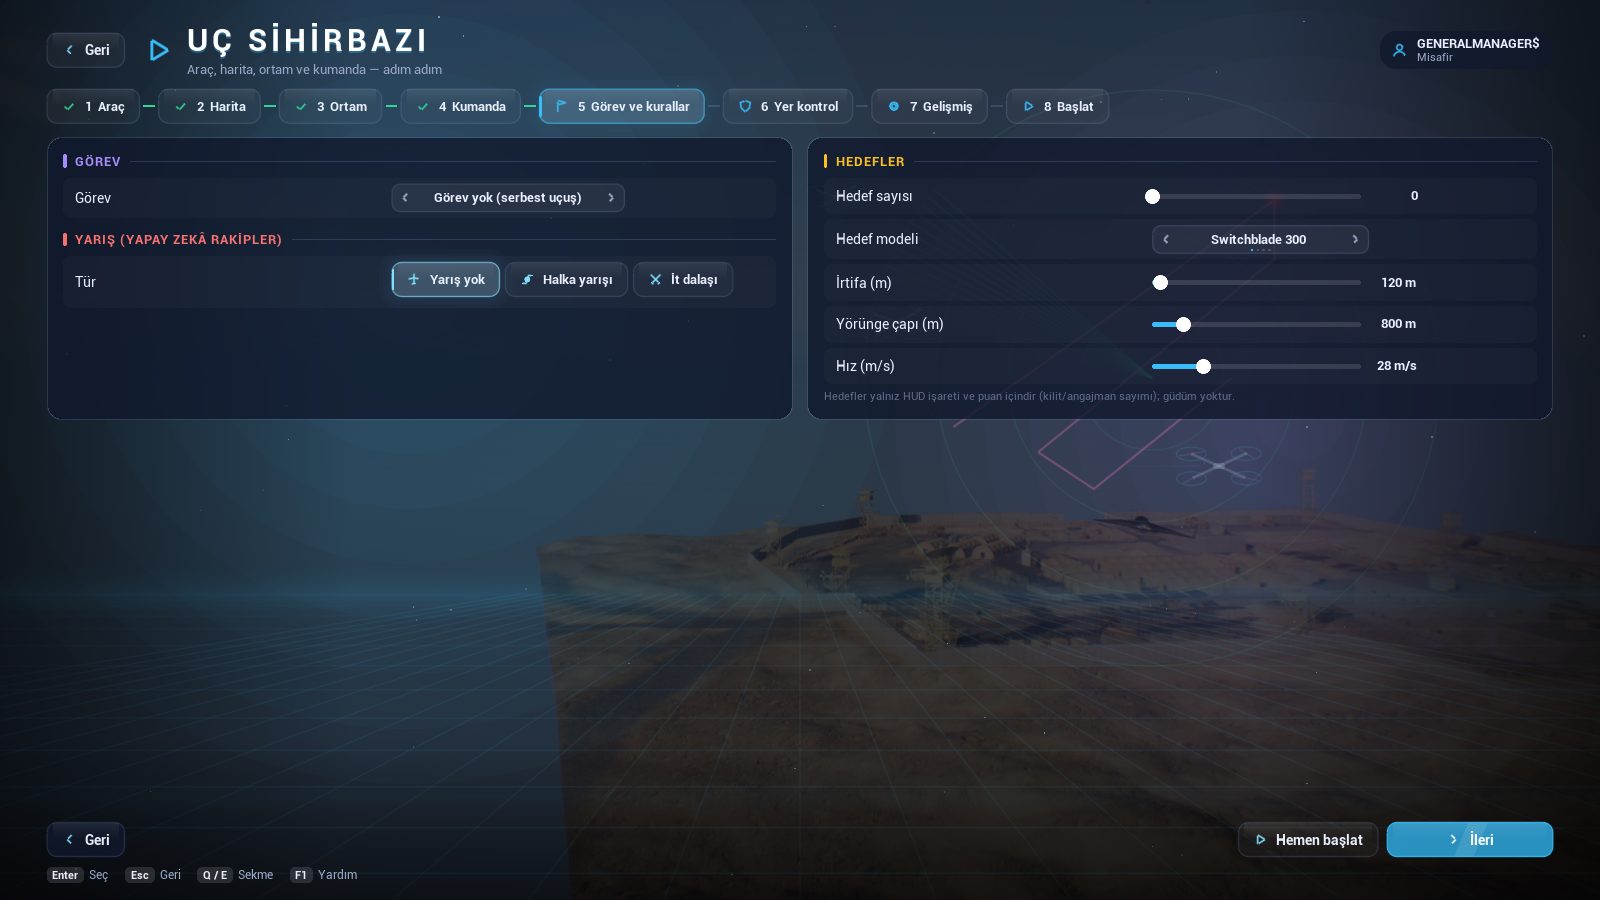 Geri
UÇ SİHİRBAZI
Araç, harita, ortam ve kumanda — adım adım
GENERALMANAGER$
Misafir
1 Araç
2 Harita
3 Ortam
4 Kumanda
5 Görev ve kurallar
6 Yer kontrol
7 Gelişmiş
8 Başlat
GÖREV
Görev
Görev yok (serbest uçuş)
YARIŞ (YAPAY ZEKÂ RAKİPLER)
Tür
Yarış yok
Halka yarışı
İt dalaşı
HEDEFLER
Hedef sayısı
0
Hedef modeli
Switchblade 300
İrtifa (m)
120 m
Yörünge çapı (m)
800 m
Hız (m/s)
28 m/s
Hedefler yalnız HUD işareti ve puan içindir (kilit/angajman sayımı); güdüm yoktur.
Geri
Hemen başlat
İleri
Enter Seç
Esc Geri
Q / E Sekme
F1 Yardım